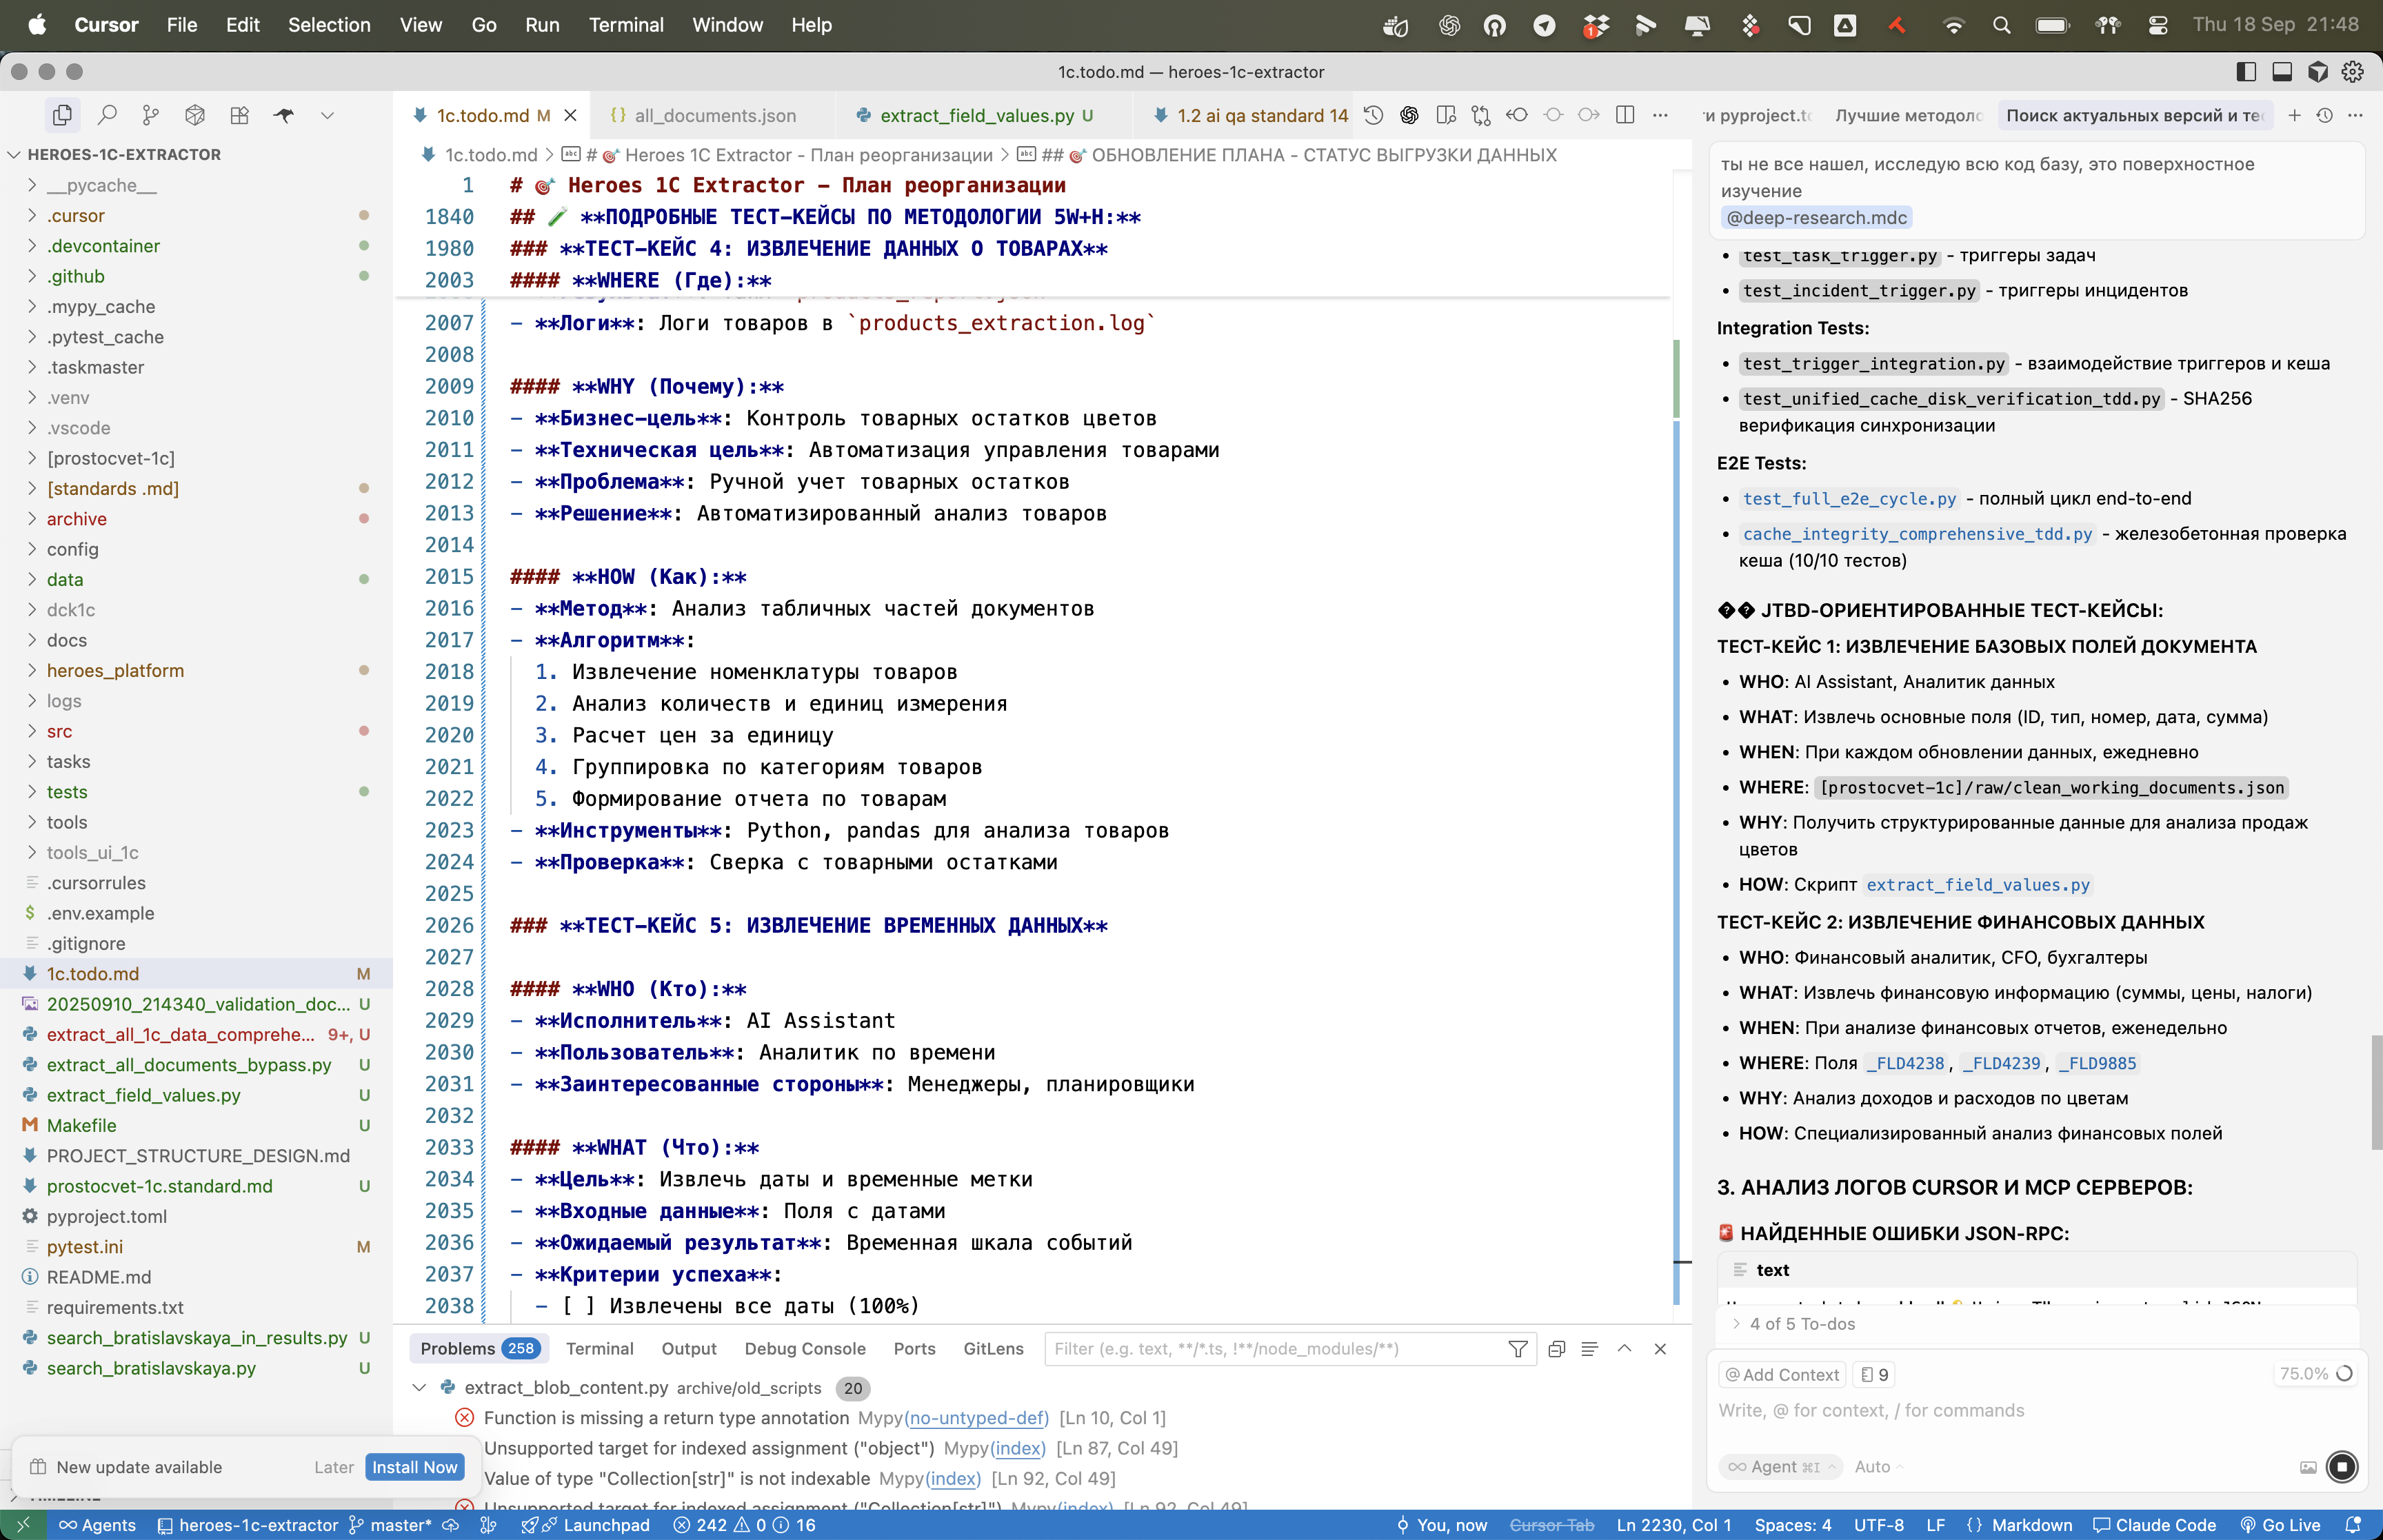 Cursor File Edit Selection View Go Run Terminal Window Help
1
Thu 18 Sep 21:48
1c.todo.md — heroes-1c-extractor
1c.todo.md M
all_documents.json
extract_field_values.py U
1.2 ai qa standard 14
Лучшие методол
Поиск актуальных версий и тес
1c.todo.md > # Heroes 1C Extractor - План реорганизации > ## ОБНОВЛЕНИЕ ПЛАНА - СТАТУС ВЫГРУЗКИ ДАННЫХ
HEROES-1C-EXTRACTOR
__pycache__
.cursor
.devcontainer
.github
.mypy_cache
.pytest_cache
.taskmaster
.venv
.vscode
[prostocvet-1c]
[standards .md]
archive
config
data
dck1c
docs
heroes_platform
logs
src
tasks
tests
tools
tools_ui_1c
.cursorrules
.env.example
.gitignore
1c.todo.md M
20250910_214340_validation_doc... U
extract_all_1c_data_comprehe... 9+, U
extract_all_documents_bypass.py U
extract_field_values.py U
Makefile U
PROJECT_STRUCTURE_DESIGN.md
prostocvet-1c.standard.md U
pyproject.toml
pytest.ini M
README.md
requirements.txt
search_bratislavskaya_in_results.py U
search_bratislavskaya.py U
New update available Later Install Now
1 # 🎯 Heroes 1C Extractor - План реорганизации
1840 ## 🧪 **ПОДРОБНЫЕ ТЕСТ-КЕЙСЫ ПО МЕТОДОЛОГИИ 5W+H:**
1980 ### **ТЕСТ-КЕЙС 4: ИЗВЛЕЧЕНИЕ ДАННЫХ О ТОВАРАХ**
2003 #### **WHERE (Где):**
2007 - **Логи**: Логи товаров в `products_extraction.log`
2008
2009 #### **WHY (Почему):**
2010 - **Бизнес-цель**: Контроль товарных остатков цветов
2011 - **Техническая цель**: Автоматизация управления товарами
2012 - **Проблема**: Ручной учет товарных остатков
2013 - **Решение**: Автоматизированный анализ товаров
2014
2015 #### **HOW (Как):**
2016 - **Метод**: Анализ табличных частей документов
2017 - **Алгоритм**:
2018 1. Извлечение номенклатуры товаров
2019 2. Анализ количеств и единиц измерения
2020 3. Расчет цен за единицу
2021 4. Группировка по категориям товаров
2022 5. Формирование отчета по товарам
2023 - **Инструменты**: Python, pandas для анализа товаров
2024 - **Проверка**: Сверка с товарными остатками
2025
2026 ### **ТЕСТ-КЕЙС 5: ИЗВЛЕЧЕНИЕ ВРЕМЕННЫХ ДАННЫХ**
2027
2028 #### **WHO (Кто):**
2029 - **Исполнитель**: AI Assistant
2030 - **Пользователь**: Аналитик по времени
2031 - **Заинтересованные стороны**: Менеджеры, планировщики
2032
2033 #### **WHAT (Что):**
2034 - **Цель**: Извлечь даты и временные метки
2035 - **Входные данные**: Поля с датами
2036 - **Ожидаемый результат**: Временная шкала событий
2037 - **Критерии успеха**:
2038 - [ ] Извлечены все даты (100%)
Problems 258 Terminal Output Debug Console Ports GitLens
Filter (e.g. text, **/*.ts, !**/node_modules/**)
extract_blob_content.py archive/old_scripts 20
Function is missing a return type annotation Mypy(no-untyped-def) [Ln 10, Col 1]
Unsupported target for indexed assignment ("object") Mypy(index) [Ln 87, Col 49]
Value of type "Collection[str]" is not indexable Mypy(index) [Ln 92, Col 49]
Unsupported target for indexed assignment ("Collection[str]") Mypy(index) [Ln 92, Col 49]
ты не все нашел, исследую всю код базу, это поверхностное
изучение
@deep-research.mdc
• test_task_trigger.py - триггеры задач
• test_incident_trigger.py - триггеры инцидентов
Integration Tests:
• test_trigger_integration.py - взаимодействие триггеров и кеша
• test_unified_cache_disk_verification_tdd.py - SHA256
верификация синхронизации
E2E Tests:
• test_full_e2e_cycle.py - полный цикл end-to-end
• cache_integrity_comprehensive_tdd.py - железобетонная проверка
кеша (10/10 тестов)
�� JTBD-ОРИЕНТИРОВАННЫЕ ТЕСТ-КЕЙСЫ:
ТЕСТ-КЕЙС 1: ИЗВЛЕЧЕНИЕ БАЗОВЫХ ПОЛЕЙ ДОКУМЕНТА
• WHO: AI Assistant, Аналитик данных
• WHAT: Извлечь основные поля (ID, тип, номер, дата, сумма)
• WHEN: При каждом обновлении данных, ежедневно
• WHERE: [prostocvet-1c]/raw/clean_working_documents.json
• WHY: Получить структурированные данные для анализа продаж
цветов
• HOW: Скрипт extract_field_values.py
ТЕСТ-КЕЙС 2: ИЗВЛЕЧЕНИЕ ФИНАНСОВЫХ ДАННЫХ
• WHO: Финансовый аналитик, CFO, бухгалтеры
• WHAT: Извлечь финансовую информацию (суммы, цены, налоги)
• WHEN: При анализе финансовых отчетов, еженедельно
• WHERE: Поля _FLD4238, _FLD4239, _FLD9885
• WHY: Анализ доходов и расходов по цветам
• HOW: Специализированный анализ финансовых полей
3. АНАЛИЗ ЛОГОВ CURSOR И MCP СЕРВЕРОВ:
🚨 НАЙДЕННЫЕ ОШИБКИ JSON-RPC:
text
4 of 5 To-dos
@ Add Context 9 75.0%
Write, @ for context, / for commands
Agent ⌘I Auto
Agents heroes-1c-extractor master* Launchpad 242 0 16
You, now Cursor Tab Ln 2230, Col 1 Spaces: 4 UTF-8 LF {} Markdown Claude Code Go Live